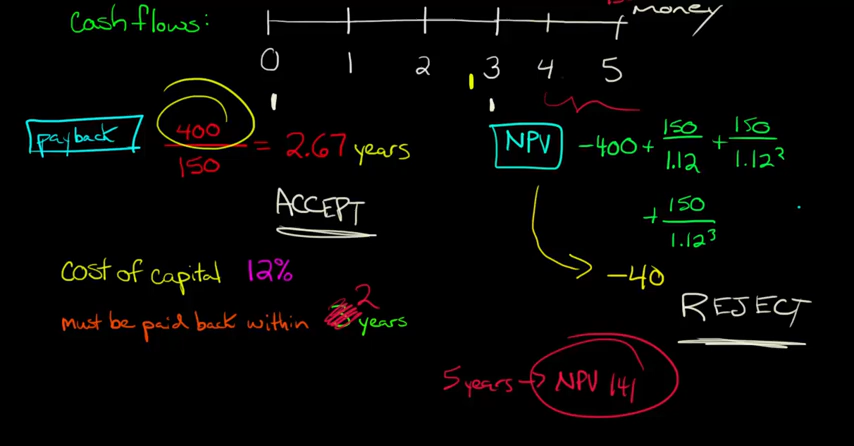 cash flows:
money
0 1 2 3 4 5
payback
400
150
= 2.67 years
ACCEPT
NPV
-400 + 150/1.12 + 150/1.12²
+ 150/1.12³
-40
REJECT
cost of capital 12%
must be paid back within 2 years
5 years → NPV 141